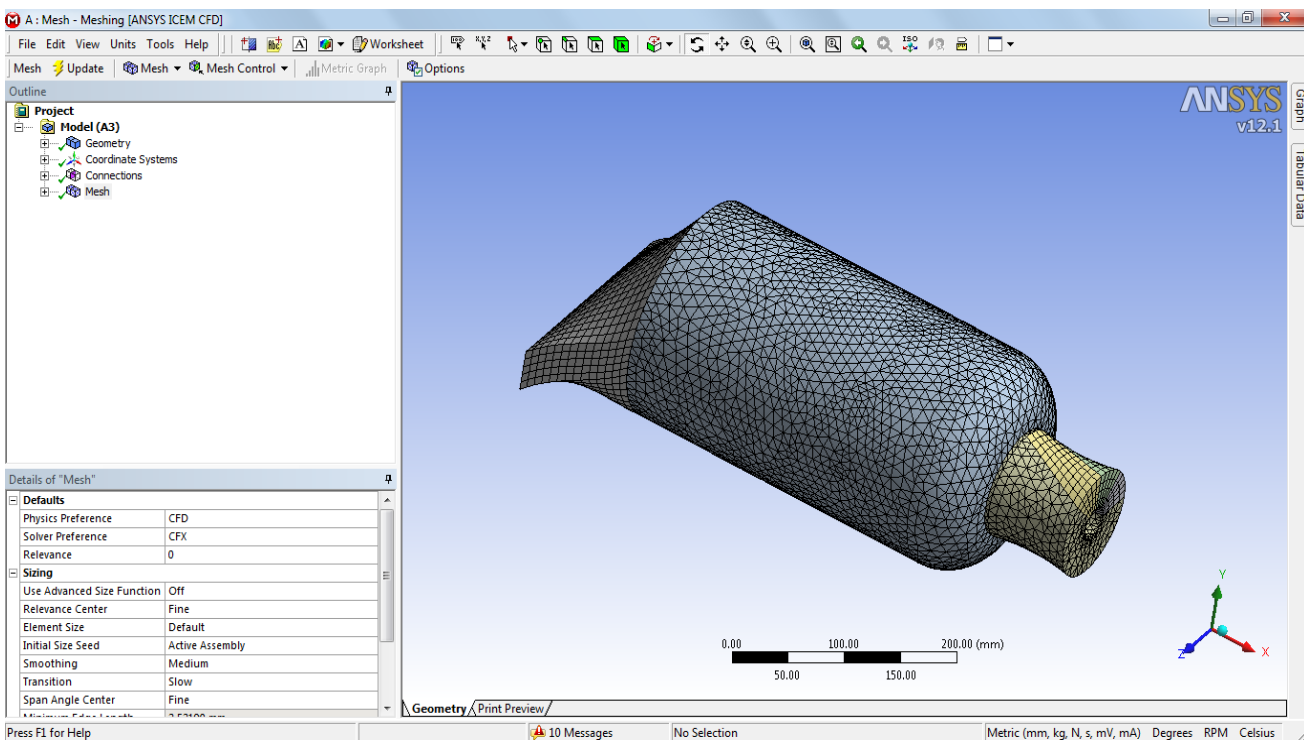 A : Mesh - Meshing [ANSYS ICEM CFD]
File Edit View Units Tools Help Worksheet
Mesh Update Mesh Mesh Control Metric Graph Options
Outline
Project
Model (A3)
Geometry
Coordinate Systems
Connections
Mesh
Details of "Mesh"
Defaults
Physics Preference CFD
Solver Preference CFX
Relevance 0
Sizing
Use Advanced Size Function Off
Relevance Center Fine
Element Size Default
Initial Size Seed Active Assembly
Smoothing Medium
Transition Slow
Span Angle Center Fine
ANSYS
v12.1
Graph
Tabular Data
0.00 100.00 200.00 (mm)
50.00 150.00
Y
Z X
Geometry Print Preview
Press F1 for Help 10 Messages No Selection Metric (mm, kg, N, s, mV, mA) Degrees RPM Celsius